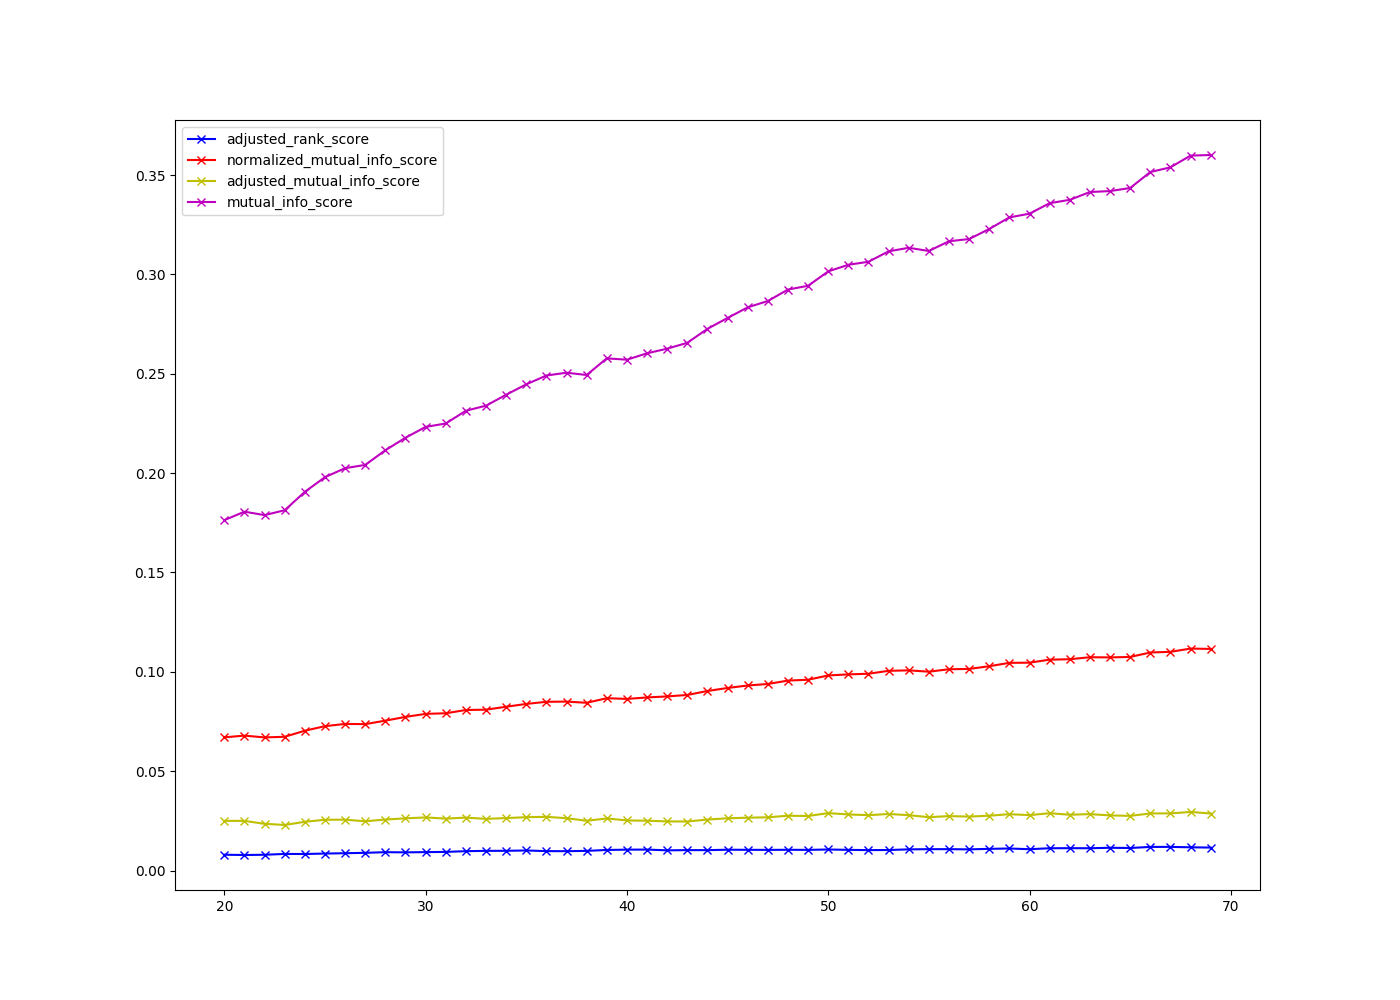 adjusted_rank_score
normalized_mutual_info_score
adjusted_mutual_info_score
mutual_info_score
0.35
0.30
0.25
0.20
0.15
0.10
0.05
0.00
20 30 40 50 60 70